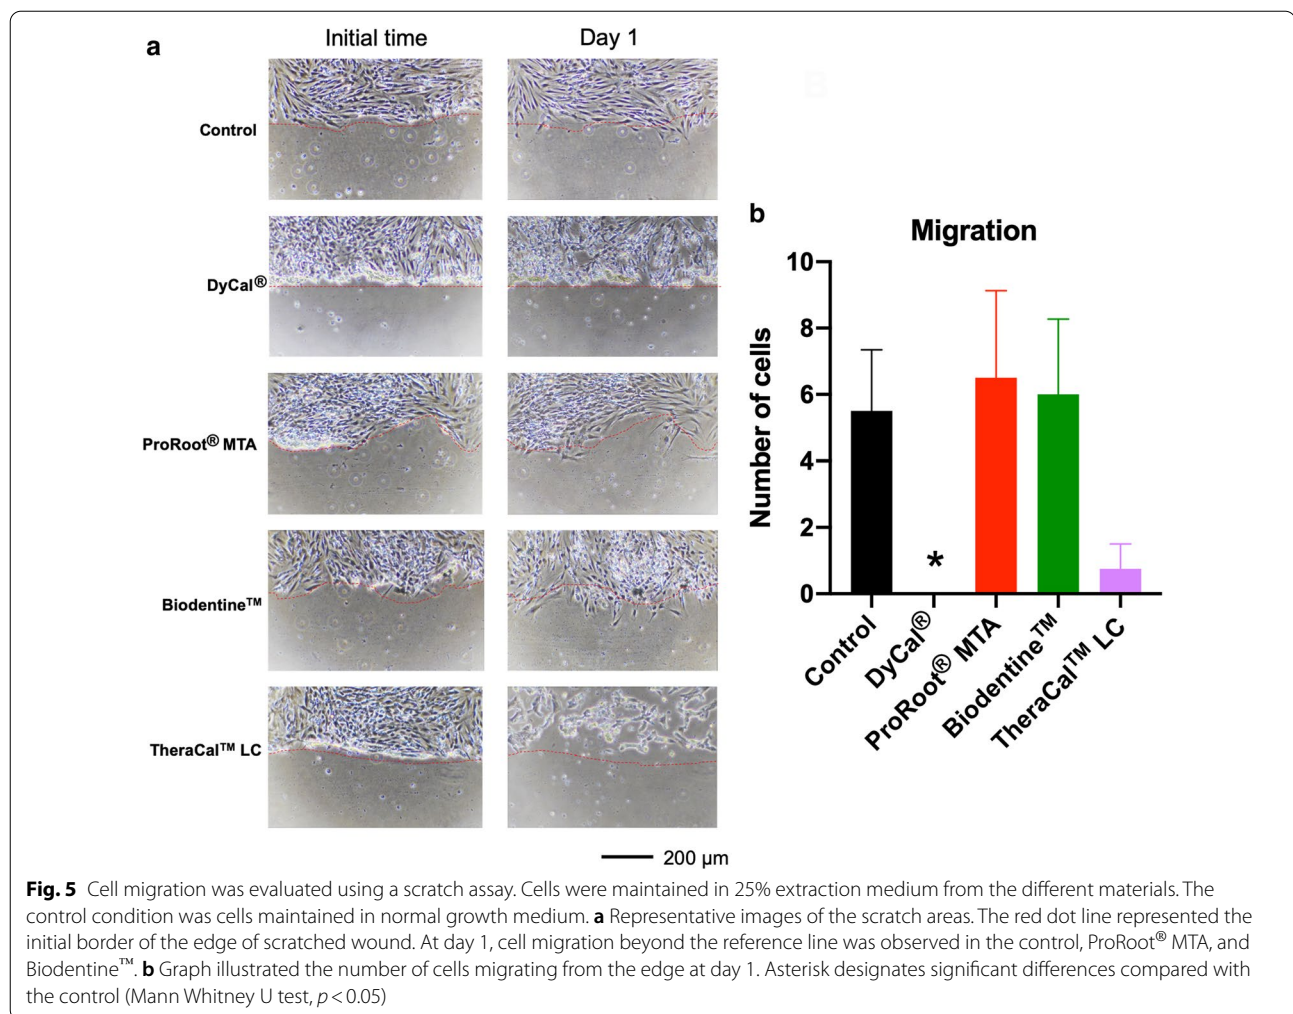 a
Initial time
Day 1
Control
DyCal®
ProRoot® MTA
Biodentine™
TheraCal™ LC
200 µm
B
b
Migration
Number of cells
10
8
6
4
2
0
*
Control
DyCal®
ProRoot® MTA
Biodentine™
TheraCal™ LC
Fig. 5 Cell migration was evaluated using a scratch assay. Cells were maintained in 25% extraction medium from the different materials. The
control condition was cells maintained in normal growth medium. a Representative images of the scratch areas. The red dot line represented the
initial border of the edge of scratched wound. At day 1, cell migration beyond the reference line was observed in the control, ProRoot® MTA, and
Biodentine™. b Graph illustrated the number of cells migrating from the edge at day 1. Asterisk designates significant differences compared with
the control (Mann Whitney U test, p < 0.05)